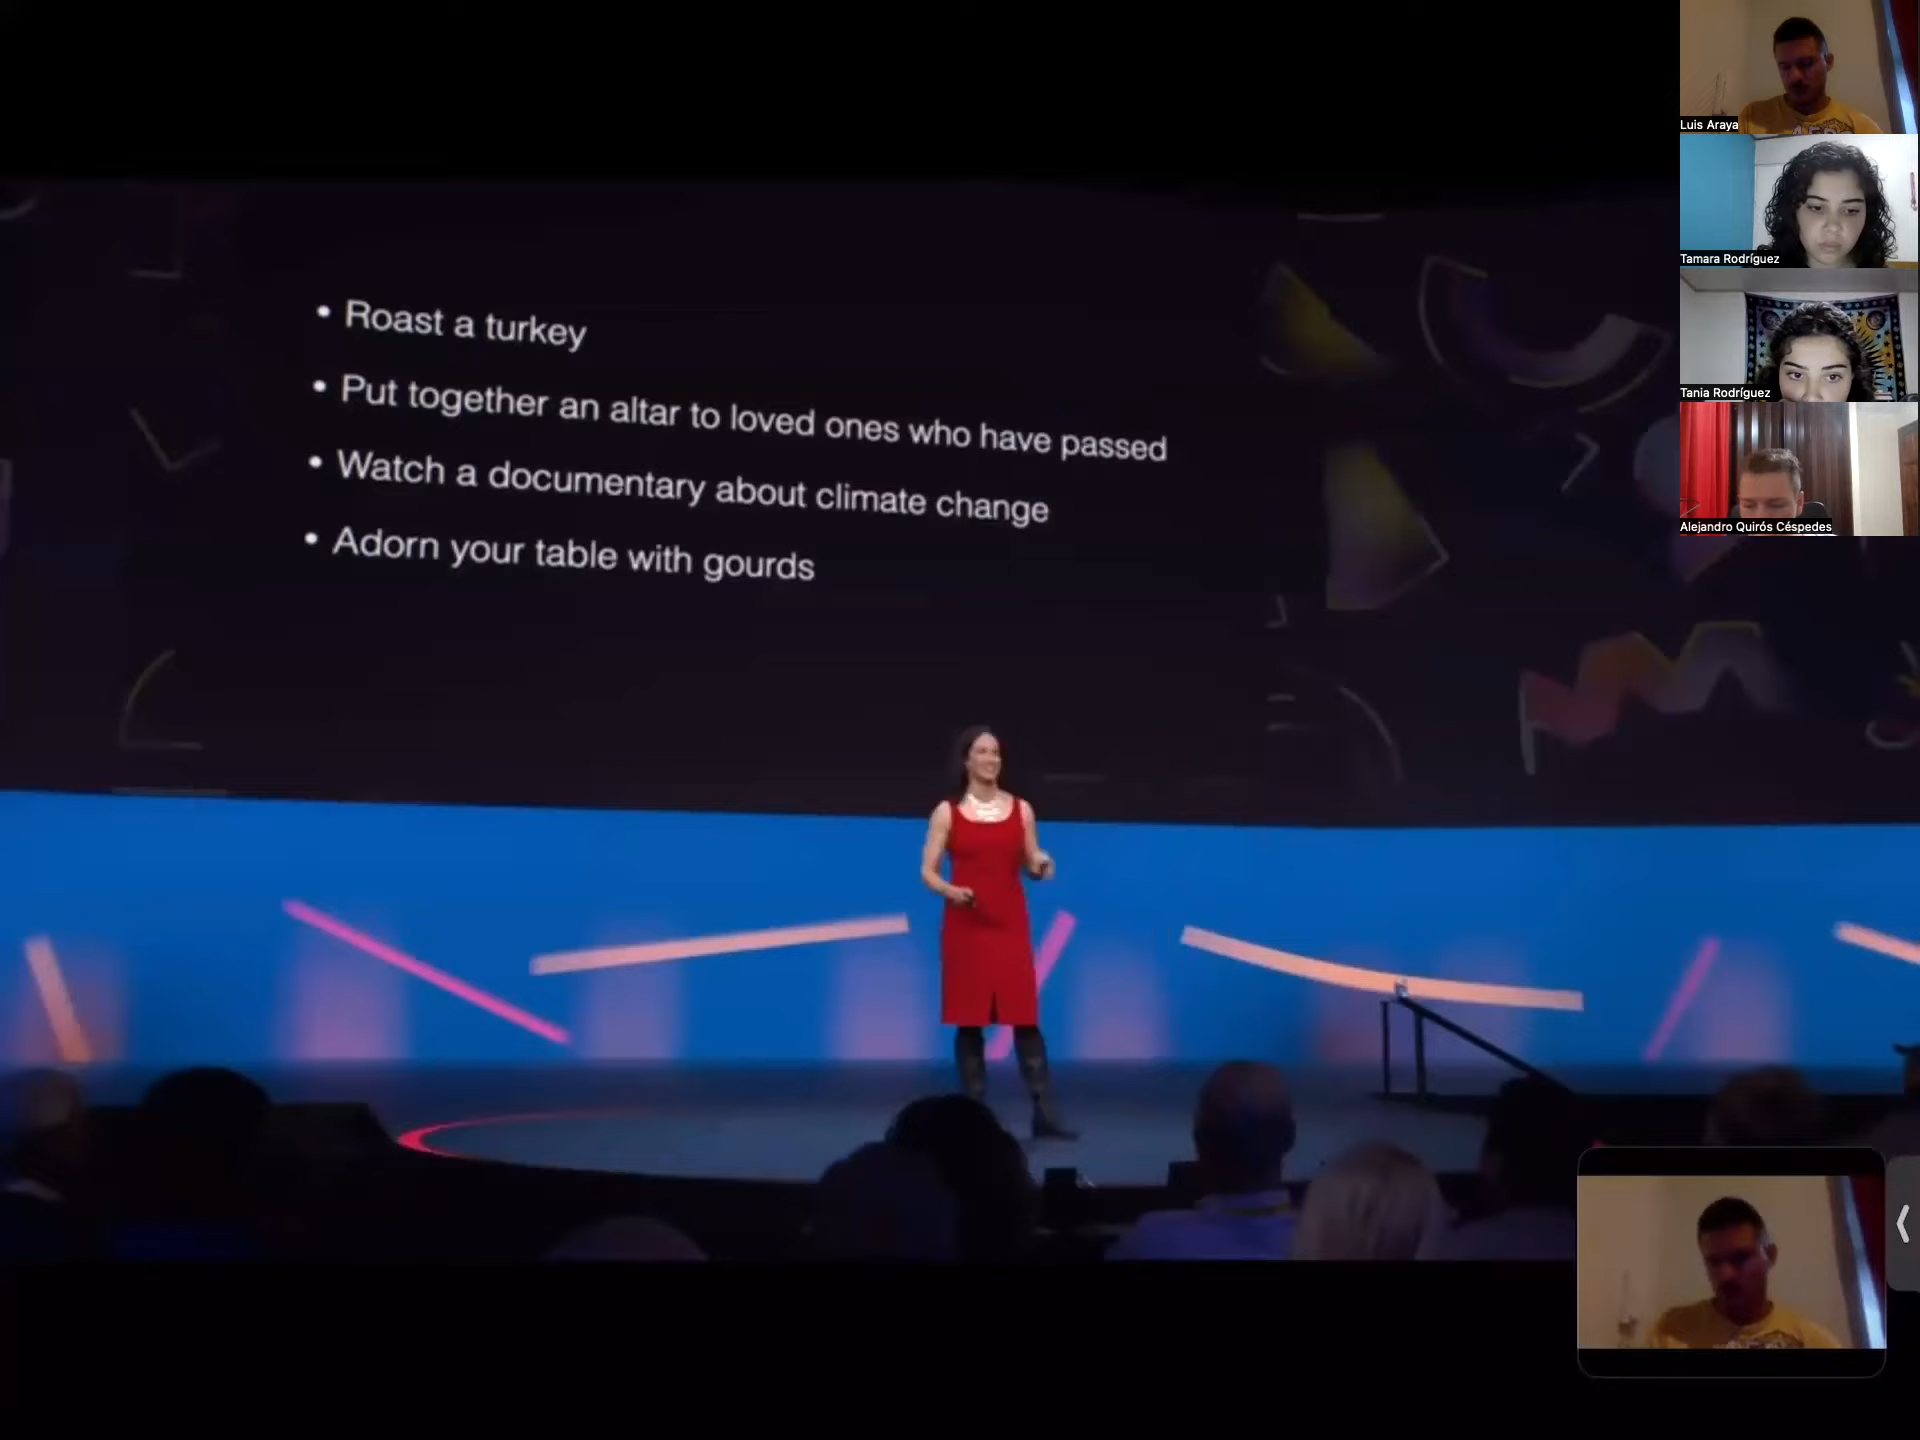 • Roast a turkey
• Put together an altar to loved ones who have passed
• Watch a documentary about climate change
• Adorn your table with gourds
Luis Araya
Tamara Rodríguez
Tania Rodríguez
Alejandro Quirós Céspedes